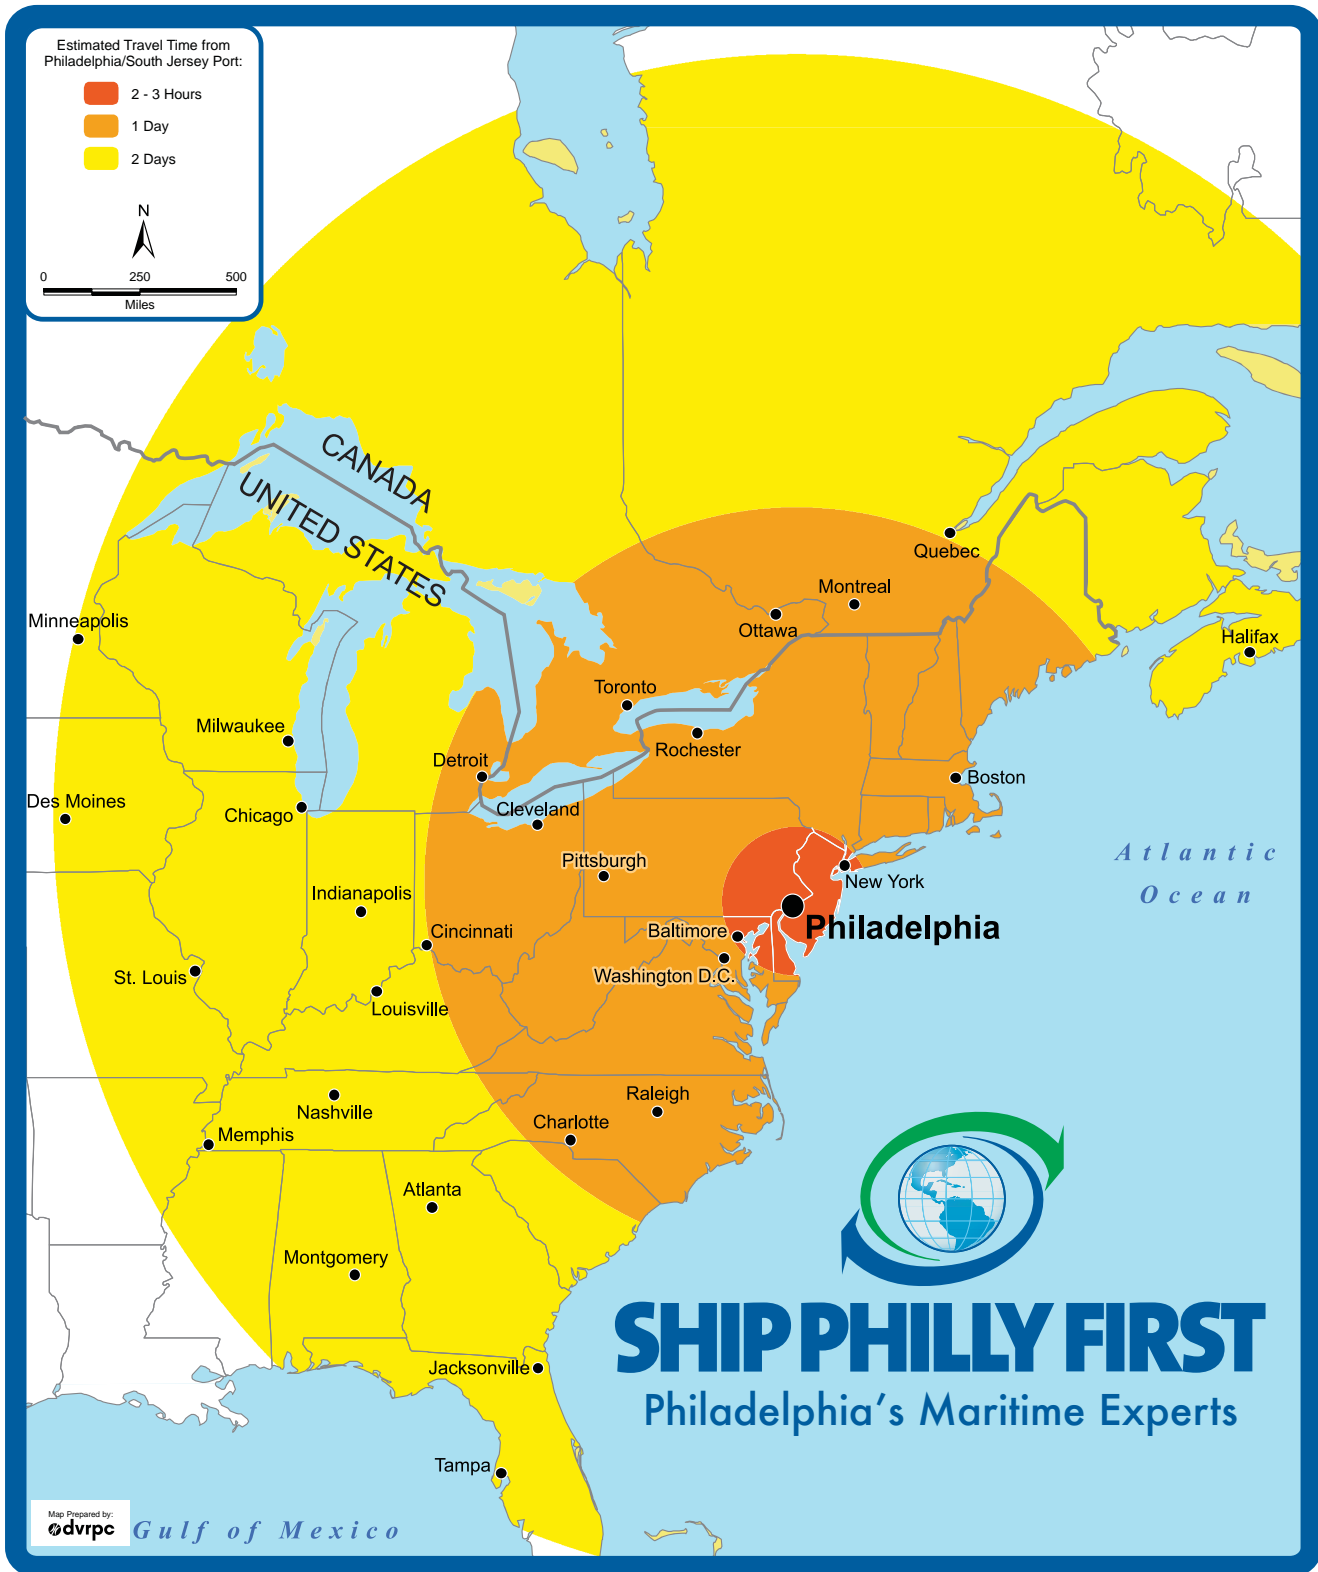 Estimated Travel Time from
Philadelphia/South Jersey Port:
2 - 3 Hours
1 Day
2 Days
N
0 250 500
Miles
CANADA
UNITED STATES
Quebec
Montreal
Ottawa
Minneapolis
Halifax
Toronto
Milwaukee
Rochester
Detroit
Boston
Des Moines
Chicago
Cleveland
Atlantic
Ocean
Pittsburgh
New York
Indianapolis
Philadelphia
Cincinnati
Baltimore
Washington D.C.
St. Louis
Louisville
Nashville
Raleigh
Charlotte
Memphis
Atlanta
Montgomery
SHIP PHILLY FIRST
Philadelphia's Maritime Experts
Jacksonville
Tampa
Map Prepared by:
dvrpc
Gulf of Mexico